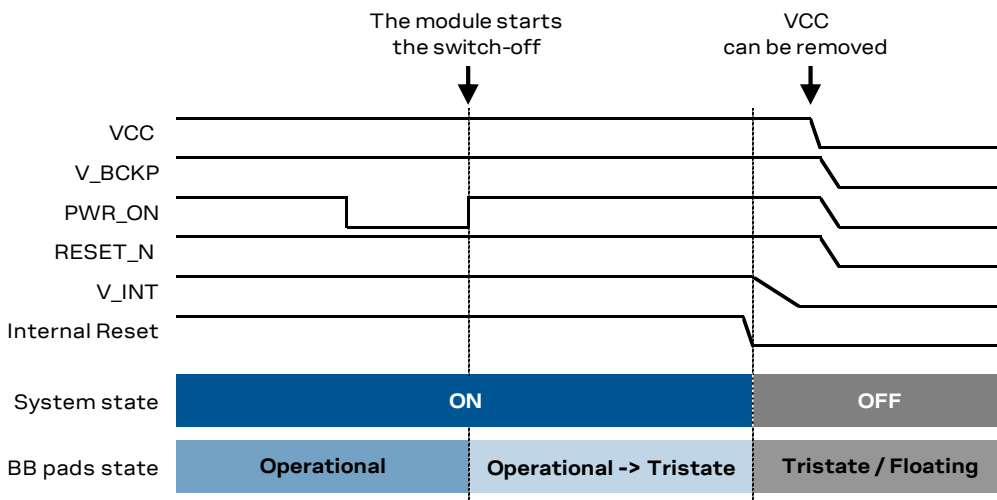 The module starts
the switch-off
VCC
can be removed
VCC
V_BCKP
PWR_ON
RESET_N
V_INT
Internal Reset
System state
ON
OFF
BB pads state
Operational
Operational -> Tristate
Tristate / Floating